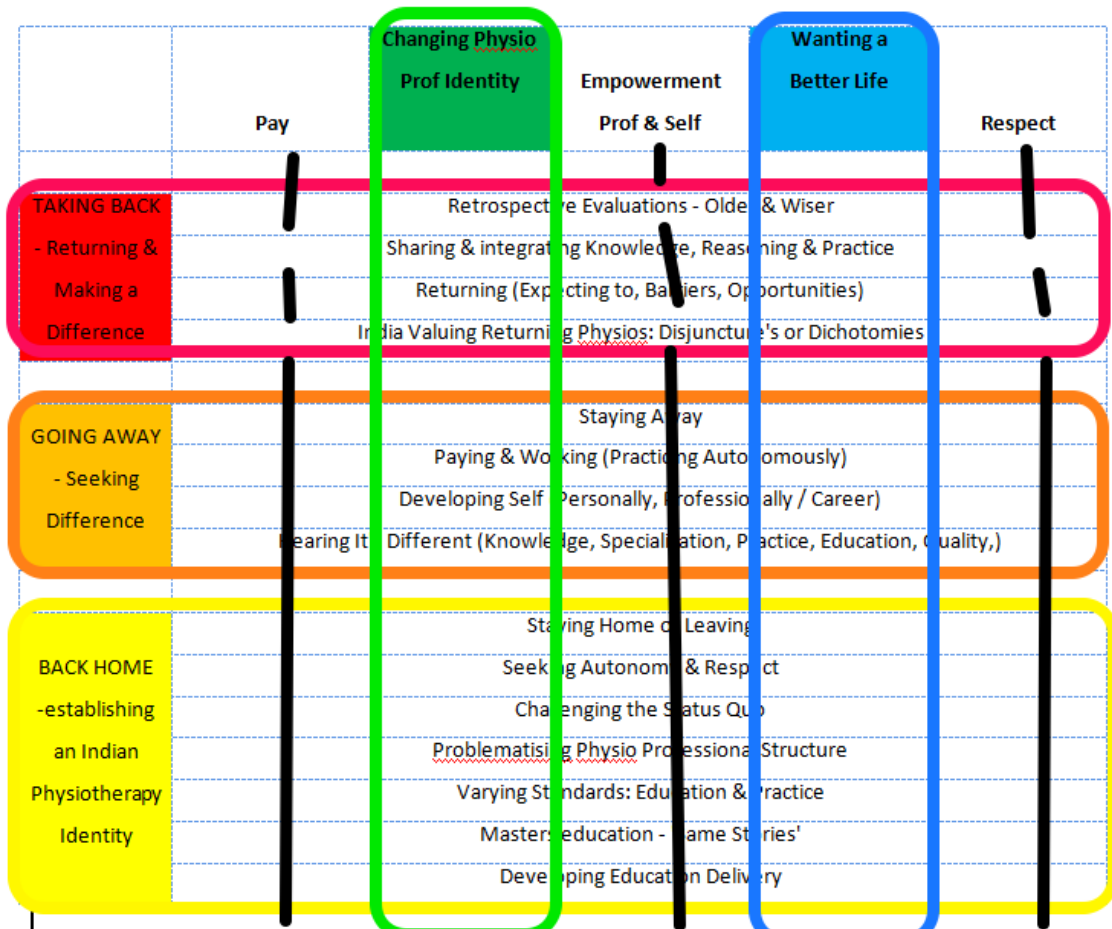 Changing Physio
Prof Identity
Wanting a
Better Life
Empowerment
Prof & Self
Pay
Respect
TAKING BACK
- Returning &
Making a
Difference
Retrospective Evaluations - Older & Wiser
Sharing & integrating Knowledge, Reasoning & Practice
Returning (Expecting to, Barriers, Opportunities)
India Valuing Returning Physios: Disjuncture's or Dichotomies
GOING AWAY
- Seeking
Difference
Staying Away
Paying & Working (Practicing Autonomously)
Developing Self (Personally, Professionally / Career)
Different (Knowledge, Specialisation, Practice, Education, Quality,)
BACK HOME
-establishing
an Indian
Physiotherapy
Identity
Staying Home or Leaving
Seeking Autonomy & Respect
Challenging the Status Quo
Problematising Physio Professional Structure
Varying Standards: Education & Practice
Masters education - 'Same Stories'
Developing Education Delivery